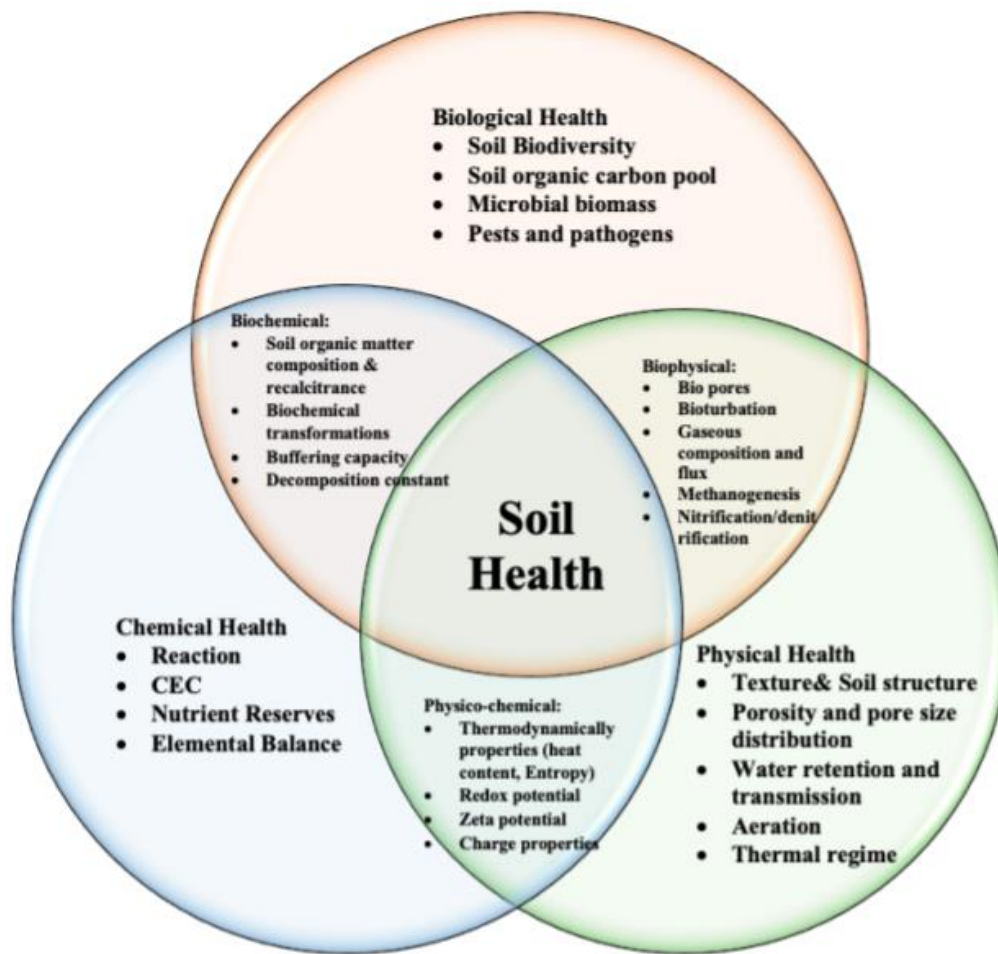 Biological Health
• Soil Biodiversity
• Soil organic carbon pool
• Microbial biomass
• Pests and pathogens
Biochemical:
• Soil organic matter
composition &
recalcitrance
• Biochemical
transformations
• Buffering capacity
• Decomposition constant
Biophysical:
• Bio pores
• Bioturbation
• Gaseous
composition and
flux
• Methanogenesis
• Nitrification/denit
rification
Soil
Health
Chemical Health
• Reaction
• CEC
• Nutrient Reserves
• Elemental Balance
Physico-chemical:
• Thermodynamically
properties (heat
content, Entropy)
• Redox potential
• Zeta potential
• Charge properties
Physical Health
• Texture& Soil structure
• Porosity and pore size
distribution
• Water retention and
transmission
• Aeration
• Thermal regime